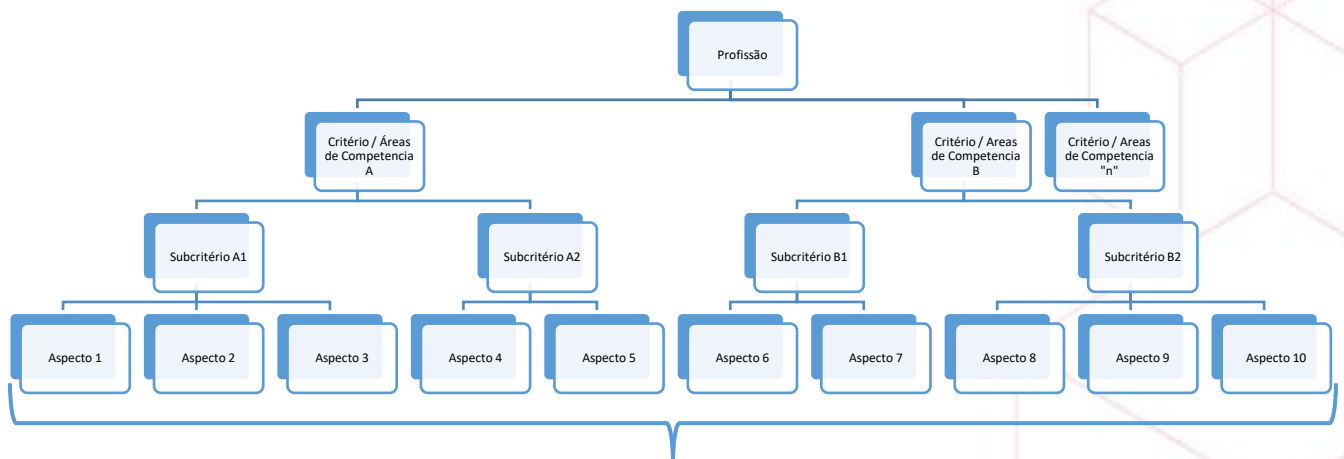 Profissão
Critério / Áreas
de Competencia
A
Critério / Areas
de Competencia
B
Critério / Areas
de Competencia
"n"
Subcritério A1
Subcritério A2
Subcritério B1
Subcritério B2
Aspecto 1
Aspecto 2
Aspecto 3
Aspecto 4
Aspecto 5
Aspecto 6
Aspecto 7
Aspecto 8
Aspecto 9
Aspecto 10